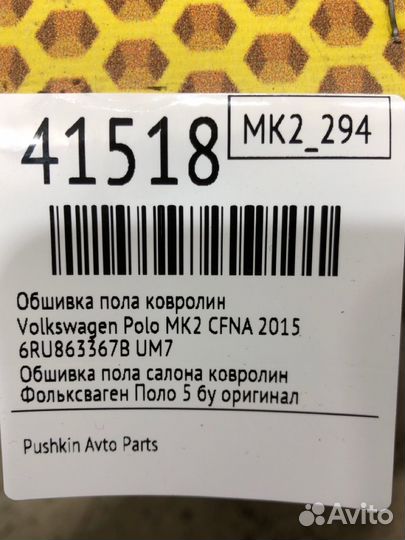 41518
MK2_294
Обшивка пола ковролин
Volkswagen Polo MK2 CFNA 2015
6RU863367B UM7
Обшивка пола салона ковролин
Фольксваген Поло 5 бу оригинал
Pushkin Avto Parts
Avito